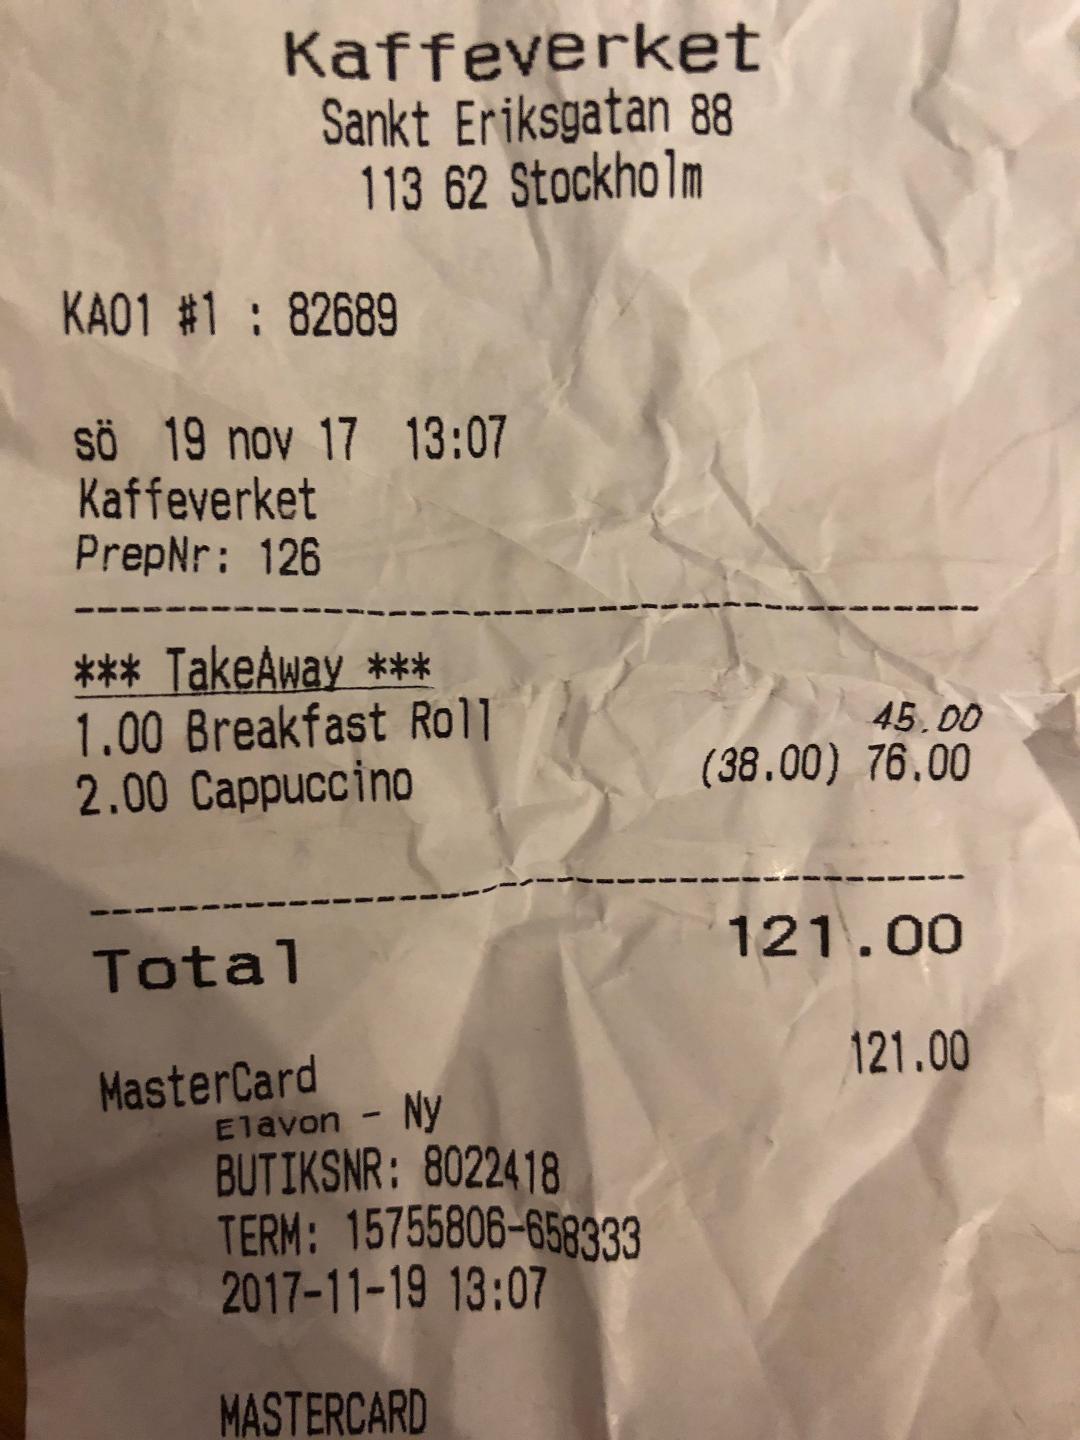 Kaffeverket
Sankt Eriksgatan 88
113 62 Stockholm
KA01 #1 : 82689
sö 19 nov 17 13:07
Kaffeverket
PrepNr: 126
*** TakeAway ***
1.00 Breakfast Roll 45.00
2.00 Cappuccino (38.00) 76.00
Total 121.00
MasterCard 121.00
Elavon - Ny
BUTIKSNR: 8022418
TERM: 15755806-658333
2017-11-19 13:07
MASTERCARD